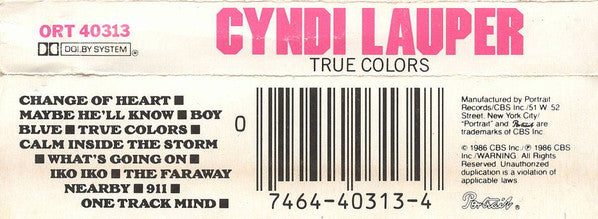 ORT 40313
DOLBY SYSTEM®
CYNDI LAUPER
TRUE COLORS
CHANGE OF HEART ■
MAYBE HE'LL KNOW ■ BOY
BLUE ■ TRUE COLORS ■
CALM INSIDE THE STORM
■ WHAT'S GOING ON ■
IKO IKO ■ THE FARAWAY
NEARBY ■ 911 ■
ONE TRACK MIND ■
0
7464-40313-4
Manufactured by Portrait
Records/CBS Inc./51 W. 52
Street, New York City/
"Portrait" and Portrait are
trademarks of CBS Inc.
© 1986 CBS Inc./℗ 1986 CBS
Inc./WARNING: All Rights
Reserved. Unauthorized
duplication is a violation of
applicable laws.
Portrait